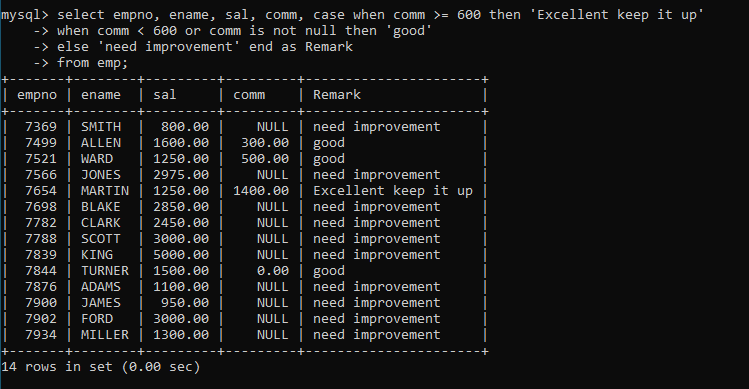 mysql> select empno, ename, sal, comm, case when comm >= 600 then 'Excellent keep it up'
    -> when comm < 600 or comm is not null then 'good'
    -> else 'need improvement' end as Remark
    -> from emp;
+-------+--------+---------+---------+----------------------+
| empno | ename  | sal     | comm    | Remark               |
+-------+--------+---------+---------+----------------------+
|  7369 | SMITH  |  800.00 |    NULL | need improvement     |
|  7499 | ALLEN  | 1600.00 |  300.00 | good                 |
|  7521 | WARD   | 1250.00 |  500.00 | good                 |
|  7566 | JONES  | 2975.00 |    NULL | need improvement     |
|  7654 | MARTIN | 1250.00 | 1400.00 | Excellent keep it up |
|  7698 | BLAKE  | 2850.00 |    NULL | need improvement     |
|  7782 | CLARK  | 2450.00 |    NULL | need improvement     |
|  7788 | SCOTT  | 3000.00 |    NULL | need improvement     |
|  7839 | KING   | 5000.00 |    NULL | need improvement     |
|  7844 | TURNER | 1500.00 |    0.00 | good                 |
|  7876 | ADAMS  | 1100.00 |    NULL | need improvement     |
|  7900 | JAMES  |  950.00 |    NULL | need improvement     |
|  7902 | FORD   | 3000.00 |    NULL | need improvement     |
|  7934 | MILLER | 1300.00 |    NULL | need improvement     |
+-------+--------+---------+---------+----------------------+
14 rows in set (0.00 sec)